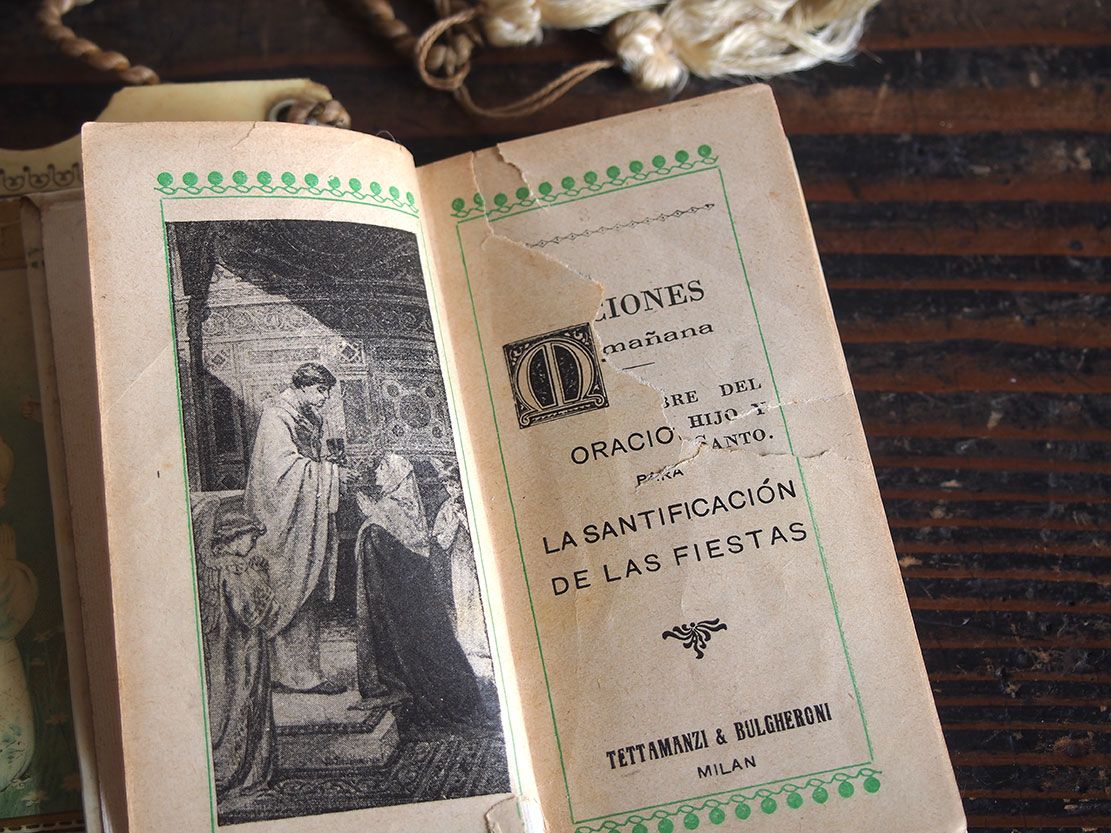 CIONES
mañana
M
BRE DEL
HIJO Y
SANTO.
ORACIO
PARA
LA SANTIFICACIÓN
DE LAS FIESTAS
TETTAMANZI & BULGHERONI
MILAN